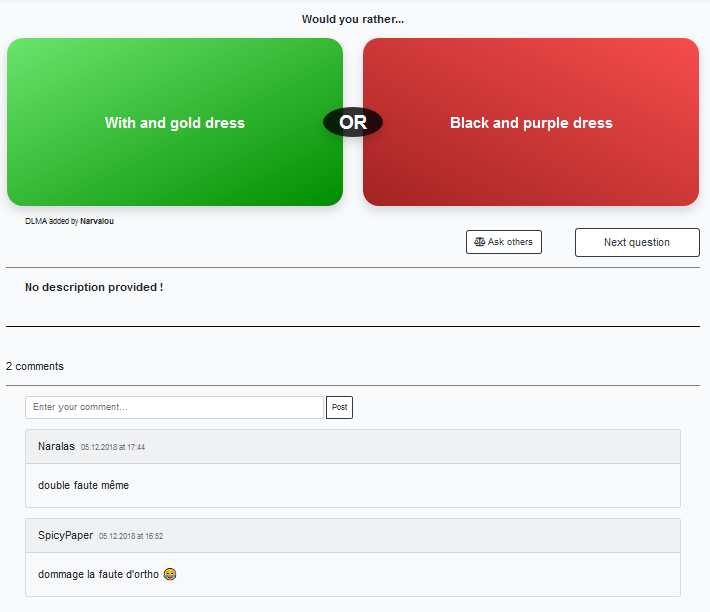 Would you rather...
With and gold dress
OR
Black and purple dress
DLMA added by Narvalou
Ask others
Next question
No description provided !
2 comments
Enter your comment...
Post
Naralas 05.12.2018 at 17:44
double faute même
SpicyPaper 05.12.2018 at 16:52
dommage la faute d'ortho 😂